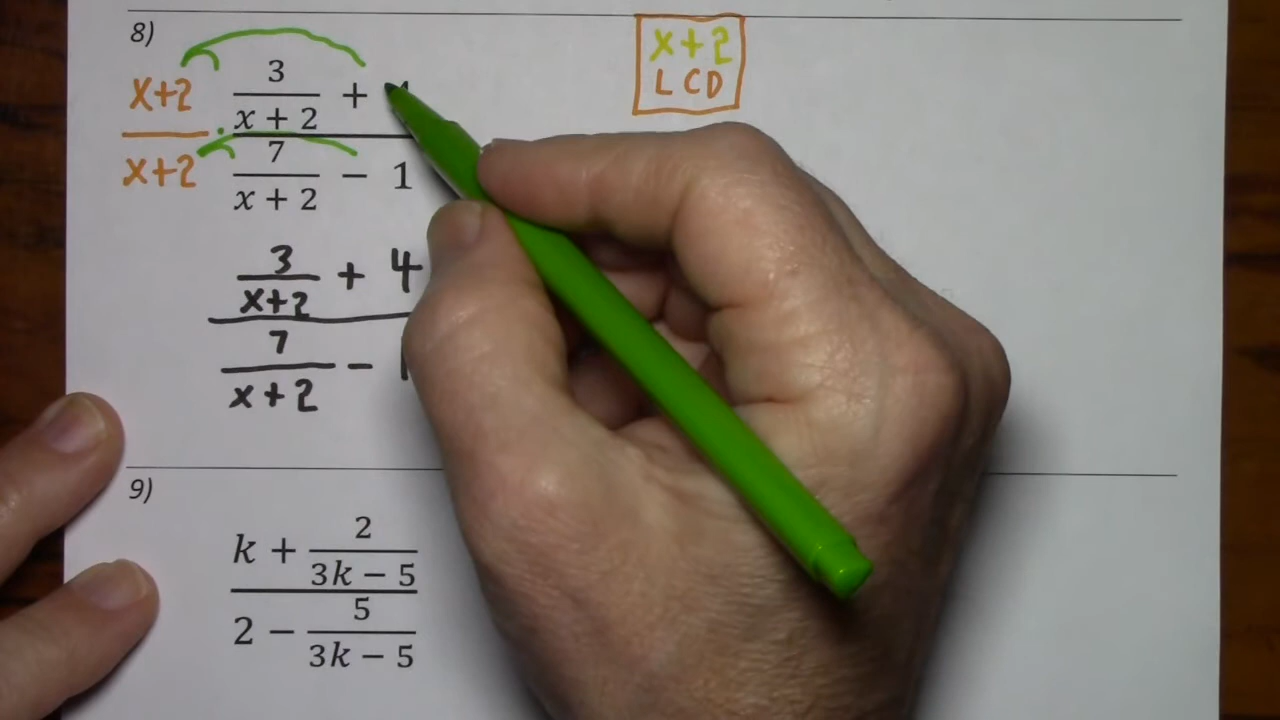 8)
x+2
LCD
x+2 / x+2 · (3/(x + 2) + 4) / (7/(x + 2) − 1)
(3/(x+2) + 4) / (7/(x+2) −
9)
(k + 2/(3k − 5)) / (2 − 5/(3k − 5))